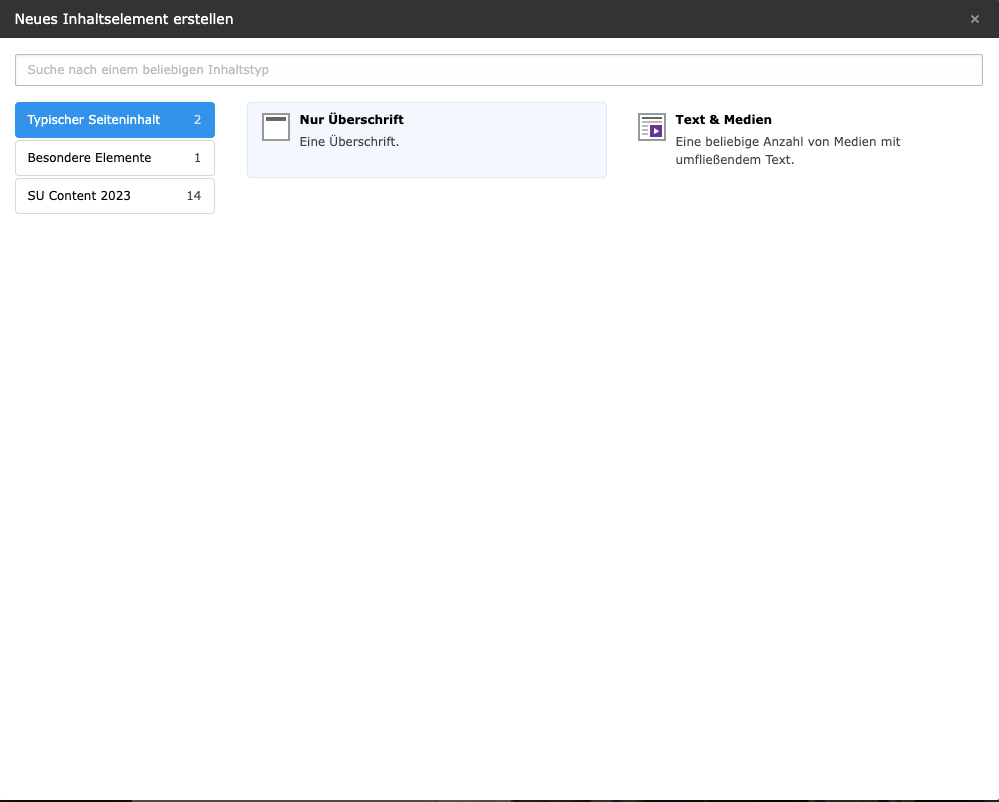 Neues Inhaltselement erstellen
Suche nach einem beliebigen Inhaltstyp
Typischer Seiteninhalt 2
Besondere Elemente 1
SU Content 2023 14
Nur Überschrift
Eine Überschrift.
Text & Medien
Eine beliebige Anzahl von Medien mit
umfließendem Text.